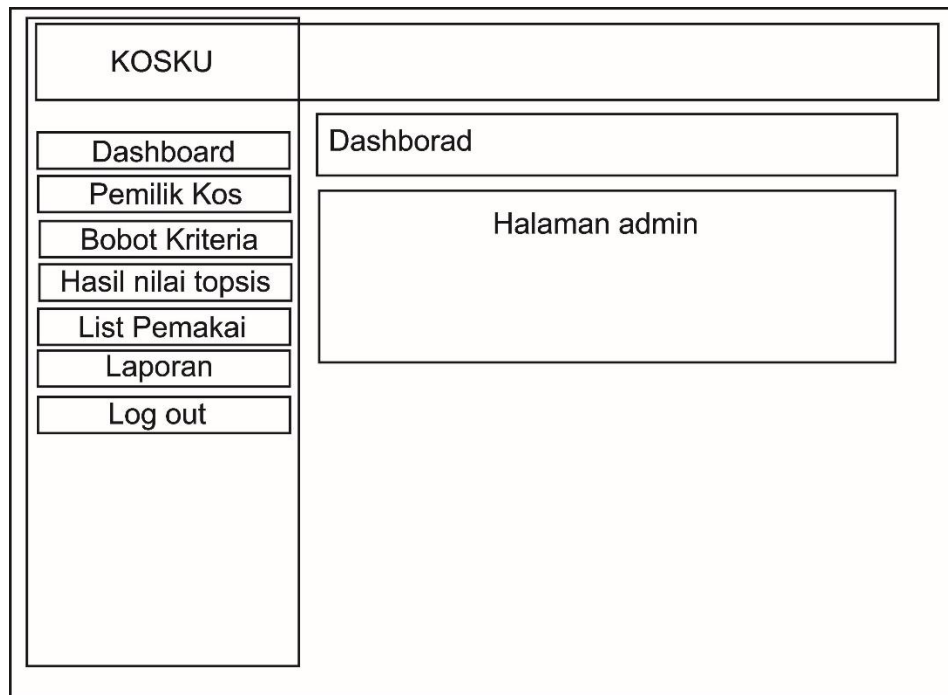 KOSKU
Dashboard
Pemilik Kos
Bobot Kriteria
Hasil nilai topsis
List Pemakai
Laporan
Log out
Dashborad
Halaman admin